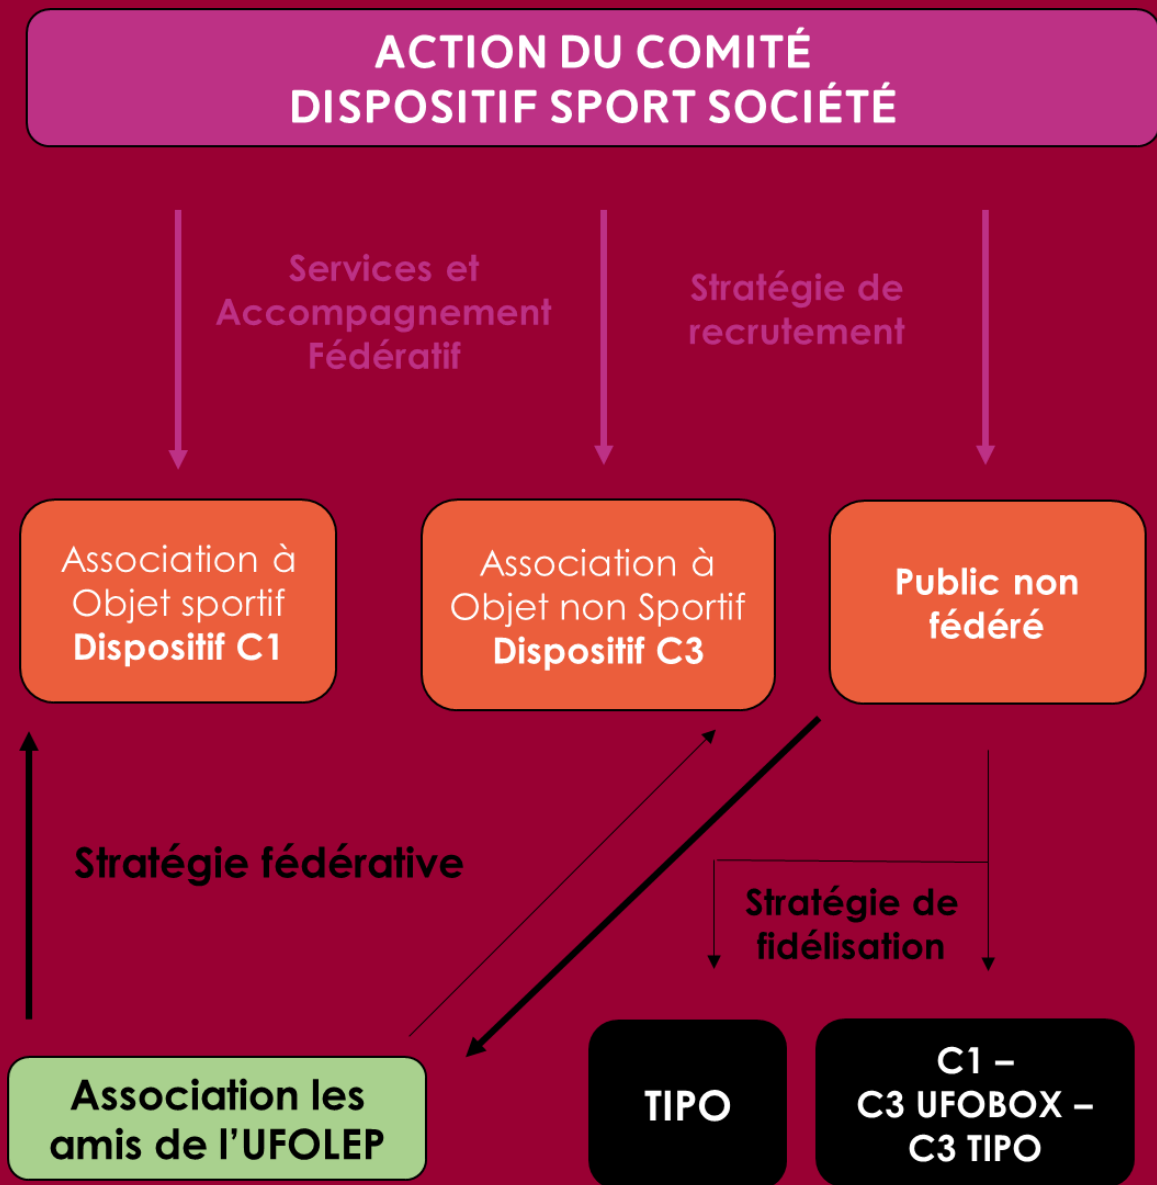 ACTION DU COMITÉ
DISPOSITIF SPORT SOCIÉTÉ
Services et
Accompagnement
Fédératif
Stratégie de
recrutement
Association à
Objet sportif
Dispositif C1
Association à
Objet non Sportif
Dispositif C3
Public non
fédéré
Stratégie fédérative
Stratégie de
fidélisation
Association les
amis de l'UFOLEP
TIPO
C1 –
C3 UFOBOX –
C3 TIPO